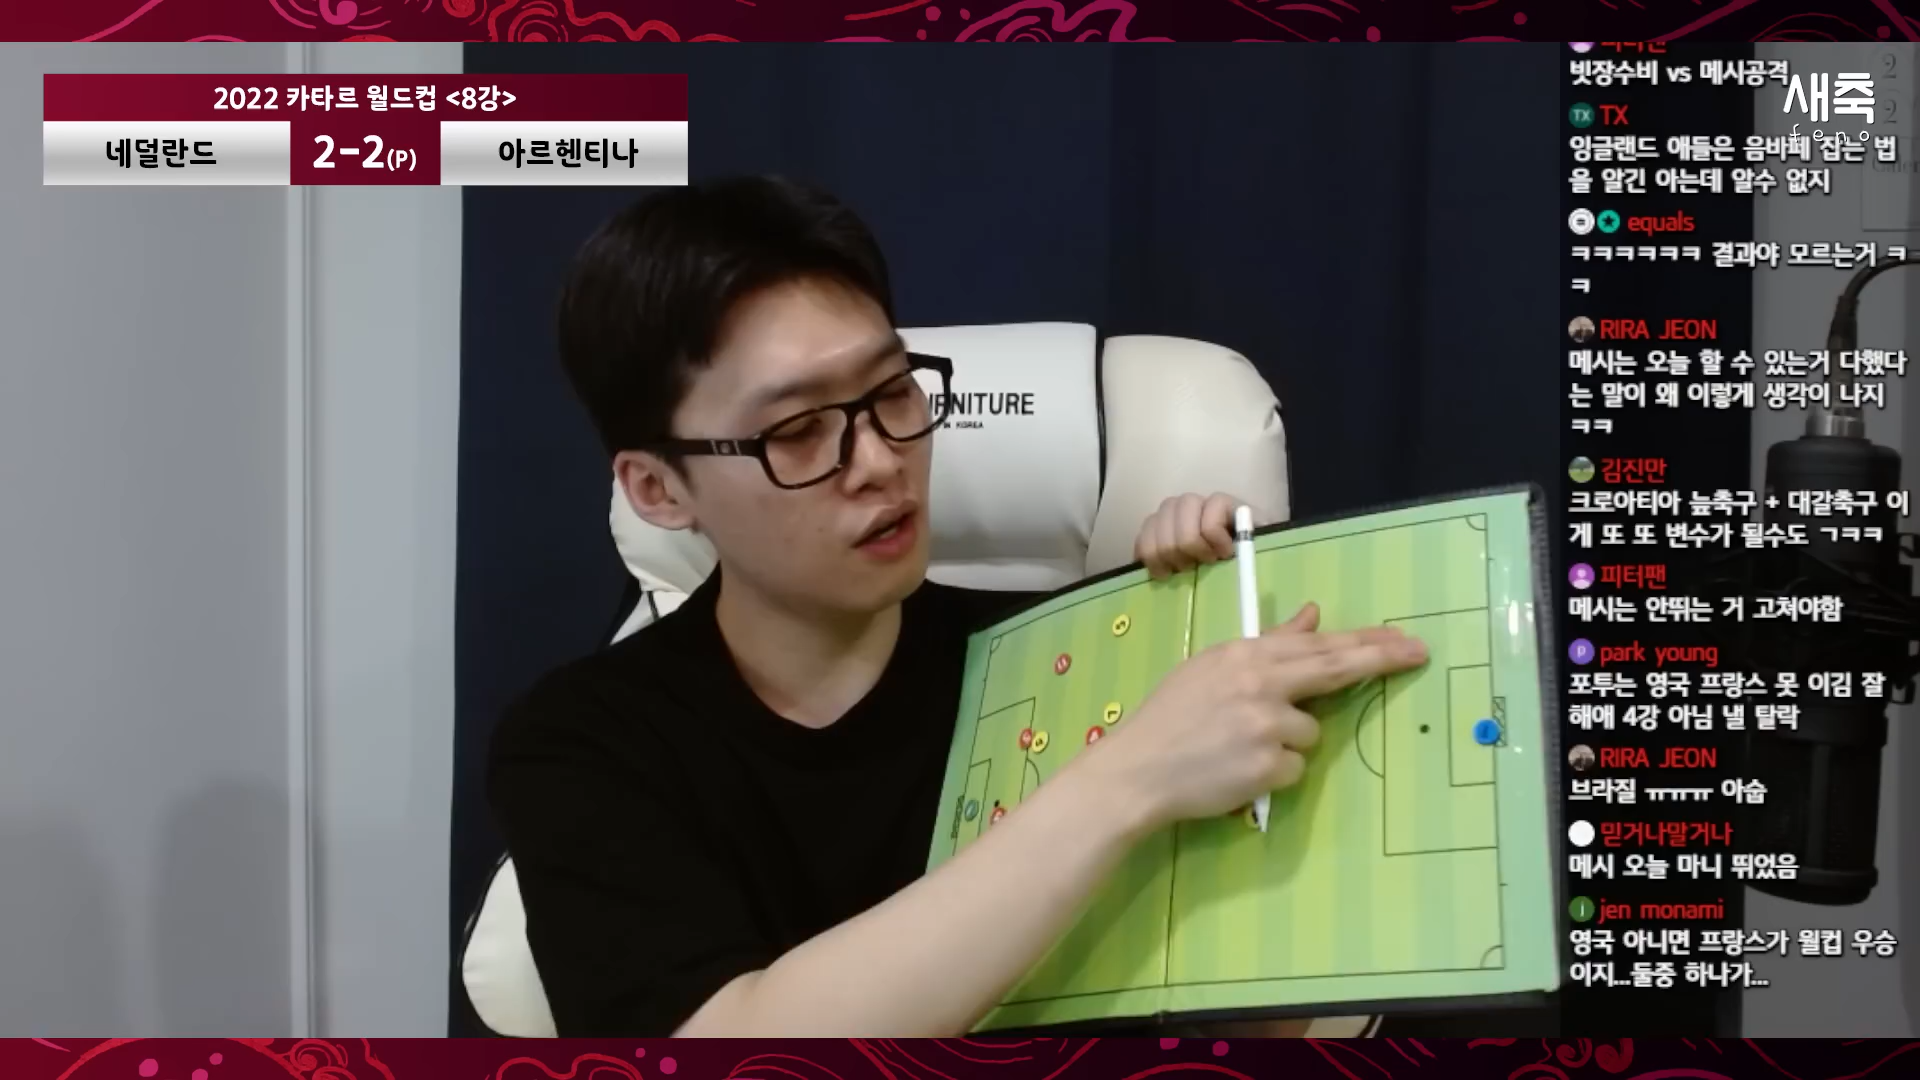 2022 카타르 월드컵 <8강>
네덜란드
2-2(P)
아르헨티나
새축
feno
FURNITURE
IN KOREA
빗장수비 vs 메시공격
TX TX
잉글랜드 애들은 음바페 잡는 법
을 알긴 아는데 알수 없지
equals
ㅋㅋㅋㅋㅋㅋ 결과야 모르는거 ㅋ
ㅋ
RIRA JEON
메시는 오늘 할 수 있는거 다했다
는 말이 왜 이렇게 생각이 나지
ㅋㅋ
김진만
크로아티아 늪축구 + 대갈축구 이
게 또 또 변수가 될수도 ㄱㅋㅋ
피터팬
메시는 안뛰는 거 고쳐야함
P park young
포투는 영국 프랑스 못 이김 잘
해애 4강 아님 낼 탈락
RIRA JEON
브라질 ㅠㅠㅠ 아숩
믿거나말거나
메시 오늘 마니 뛰었음
j jen monami
영국 아니면 프랑스가 월컵 우승
이지...둘중 하나가...